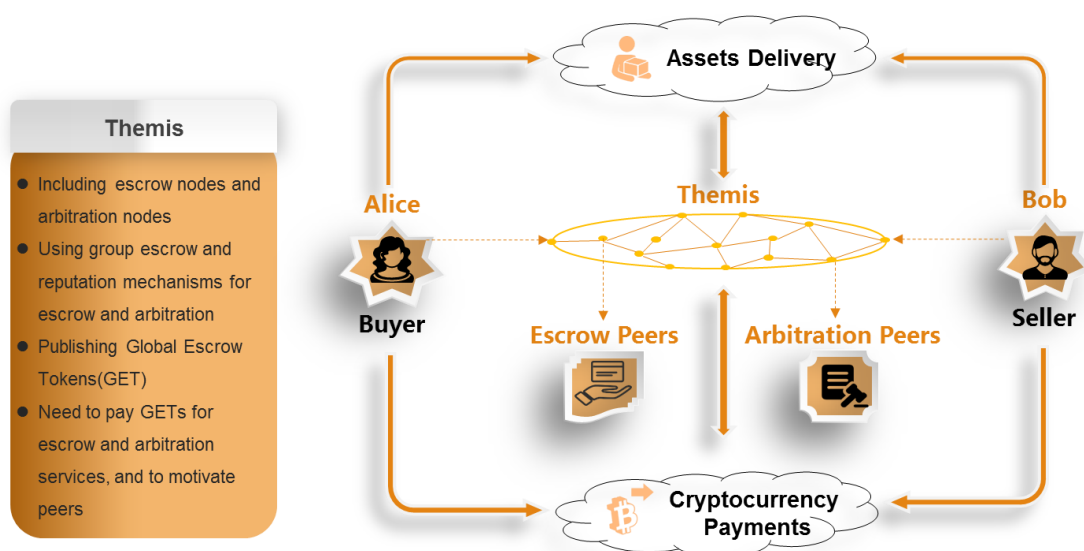 Themis
Including escrow nodes and
arbitration nodes
Using group escrow and
reputation mechanisms for
escrow and arbitration
Publishing Global Escrow
Tokens(GET)
Need to pay GETs for
escrow and arbitration
services, and to motivate
peers
Assets Delivery
Alice
Themis
Bob
Buyer
Seller
Escrow Peers
Arbitration Peers
Cryptocurrency
Payments